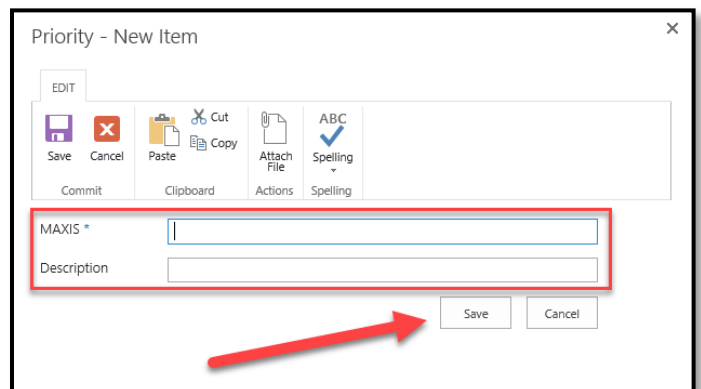 Priority - New Item
EDIT
Save
Cancel
Paste
Cut
Copy
Attach File
ABC
Spelling
Commit
Clipboard
Actions
Spelling
MAXIS *
Description
Save
Cancel